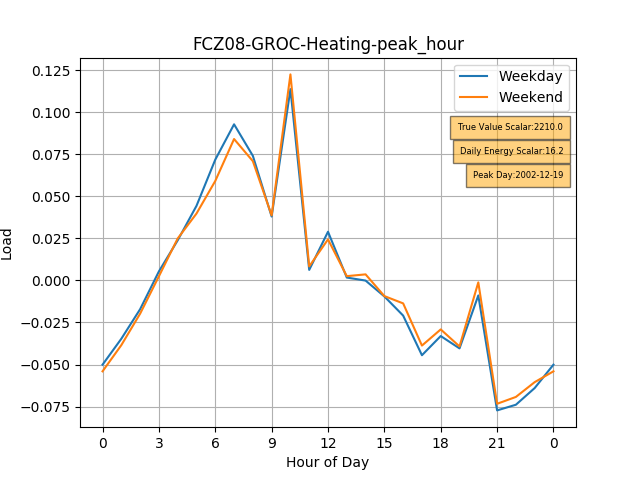 FCZ08-GROC-Heating-peak_hour
Weekday
Weekend
True Value Scalar:2210.0
Daily Energy Scalar:16.2
Peak Day:2002-12-19
Load
0.125
0.100
0.075
0.050
0.025
0.000
−0.025
−0.050
−0.075
0 3 6 9 12 15 18 21 0
Hour of Day